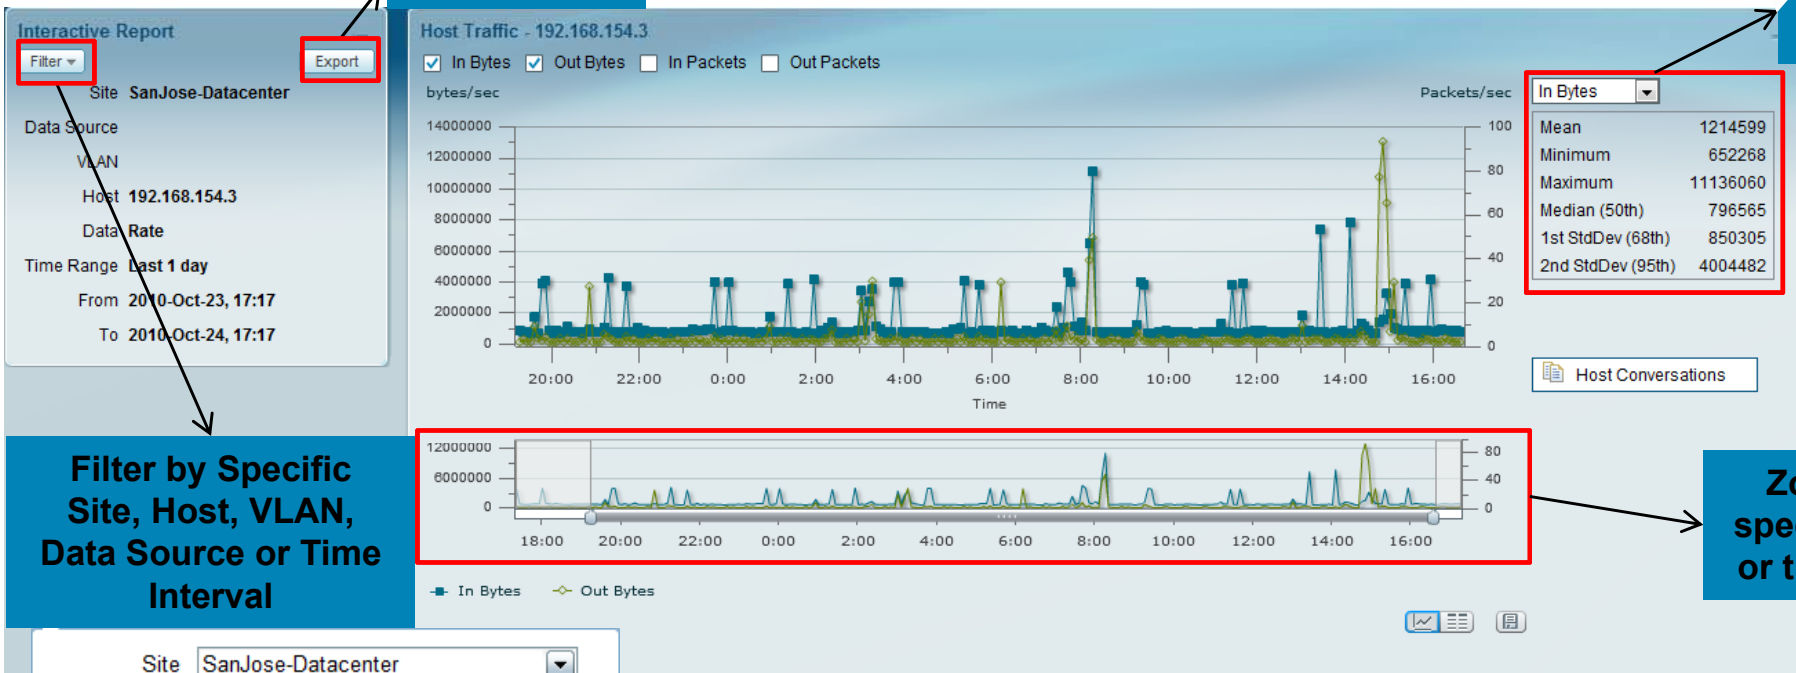 Interactive Report
Filter
Export
Site SanJose-Datacenter
Data Source
VLAN
Host 192.168.154.3
Data Rate
Time Range Last 1 day
From 2010-Oct-23, 17:17
To 2010-Oct-24, 17:17
Filter by Specific
Site, Host, VLAN,
Data Source or Time
Interval
Site SanJose-Datacenter
Host Traffic - 192.168.154.3
In Bytes Out Bytes In Packets Out Packets
bytes/sec Packets/sec
14000000 100
12000000
80
10000000
8000000 60
6000000
40
4000000
20
2000000
0 0
20:00 22:00 0:00 2:00 4:00 6:00 8:00 10:00 12:00 14:00 16:00
Time
12000000 80
6000000 40
0 0
18:00 20:00 22:00 0:00 2:00 4:00 6:00 8:00 10:00 12:00 14:00 16:00
In Bytes Out Bytes
In Bytes
Mean 1214599
Minimum 652268
Maximum 11136060
Median (50th) 796565
1st StdDev (68th) 850305
2nd StdDev (95th) 4004482
Host Conversations
or t